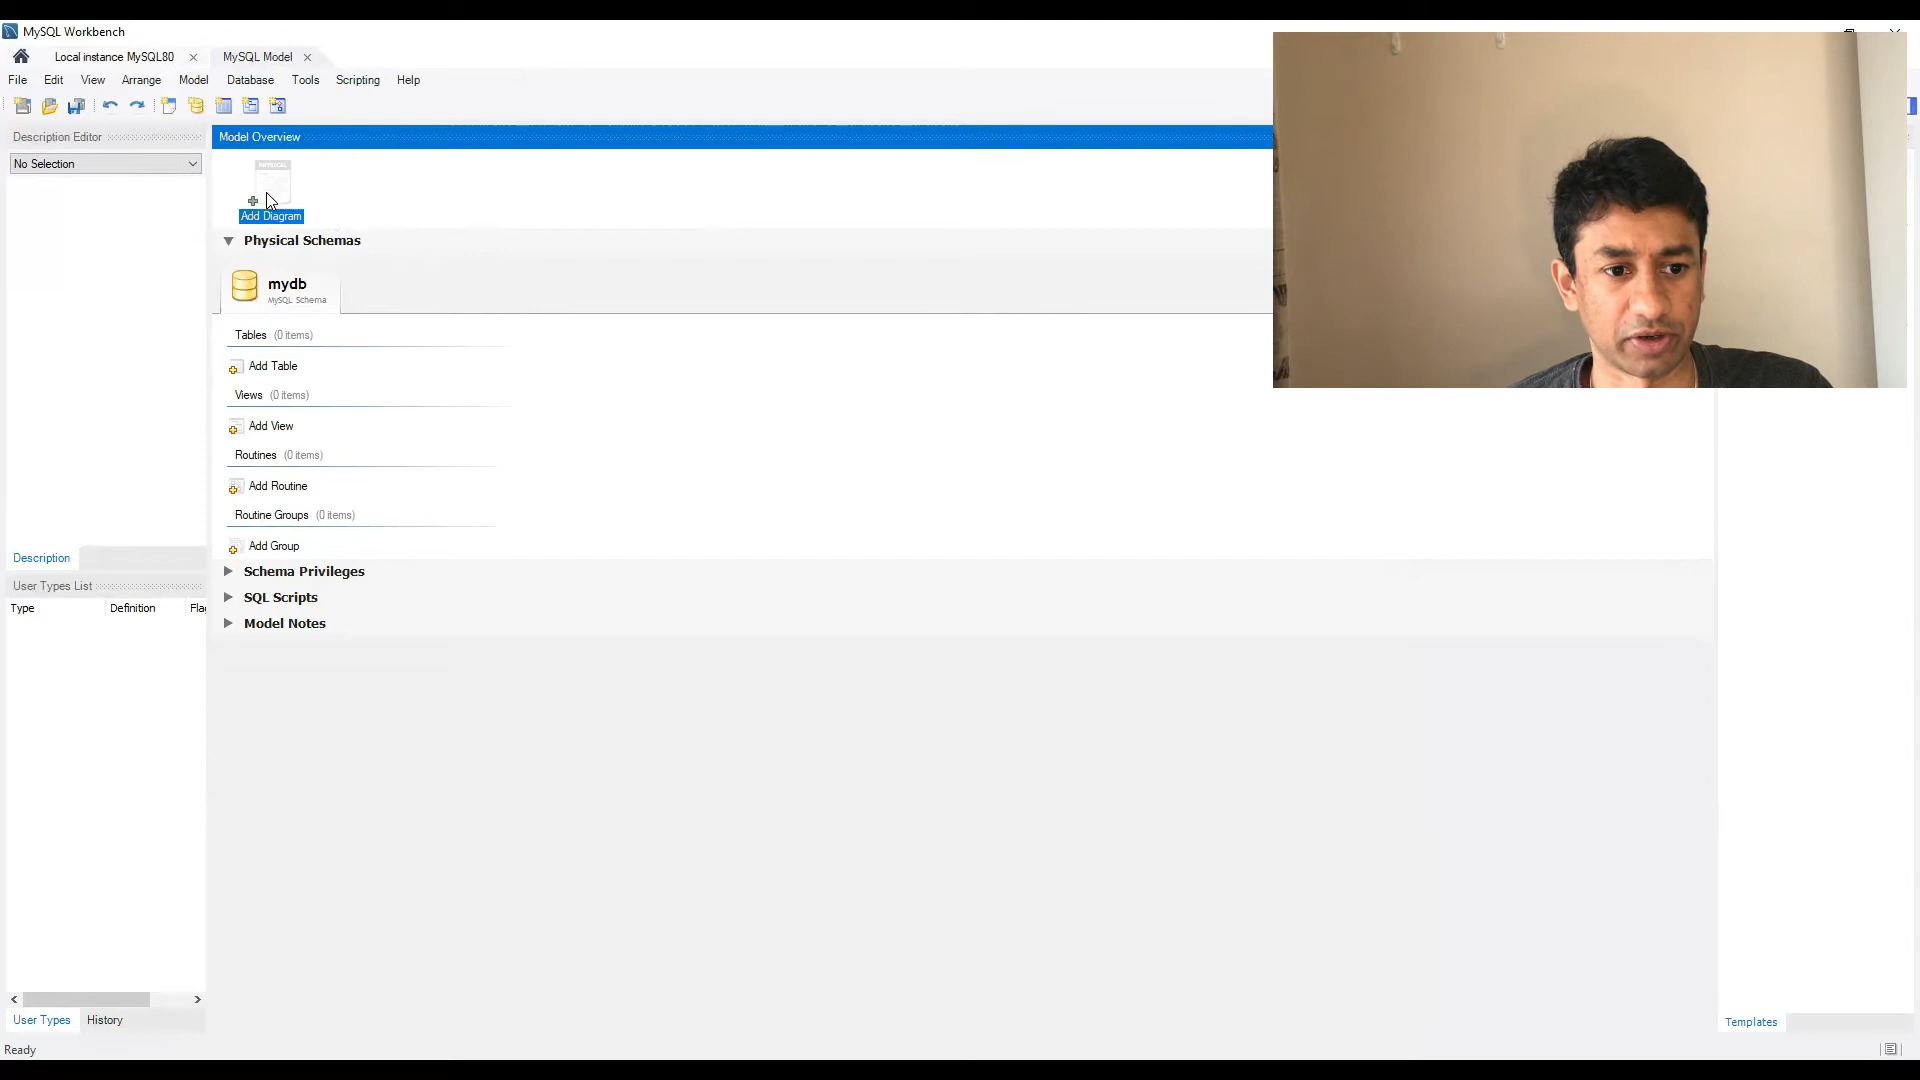 MySQL Workbench
Local instance MySQL80
MySQL Model
File Edit View Arrange Model Database Tools Scripting Help
Description Editor
Model Overview
No Selection
PHYSICAL
Add Diagram
Physical Schemas
mydb
MySQL Schema
Tables (0 items)
Add Table
Views (0 items)
Add View
Routines (0 items)
Add Routine
Routine Groups (0 items)
Add Group
Description
Schema Privileges
User Types List
SQL Scripts
Type Definition Flag
Model Notes
User Types History
Templates
Ready